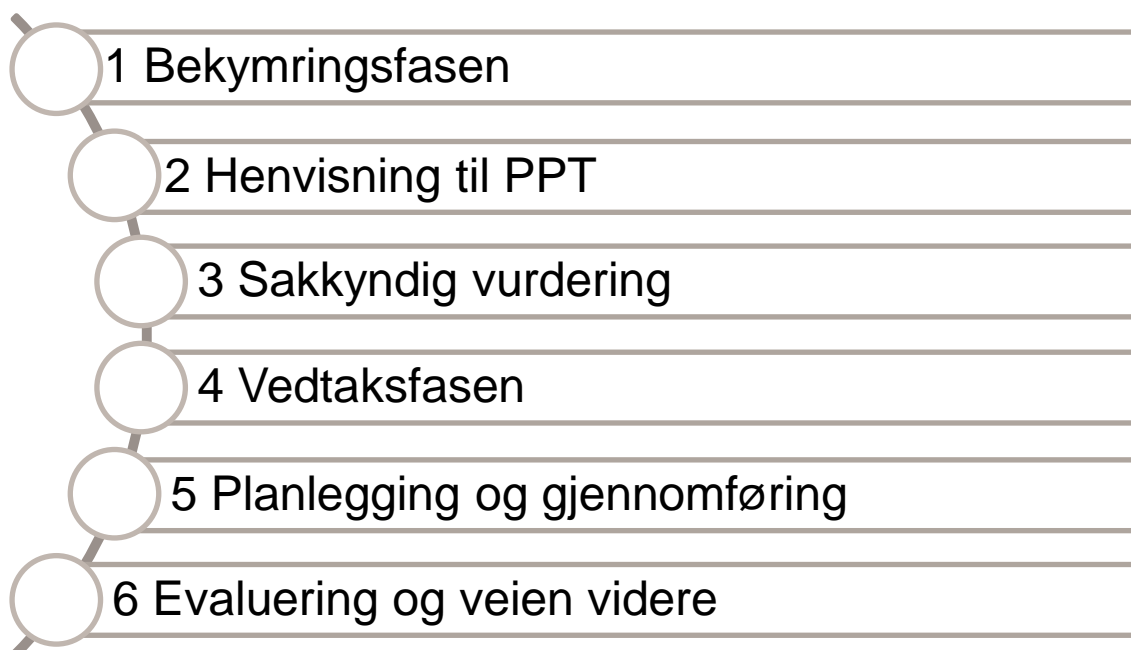 1 Bekymringsfasen
2 Henvisning til PPT
3 Sakkyndig vurdering
4 Vedtaksfasen
5 Planlegging og gjennomføring
6 Evaluering og veien videre